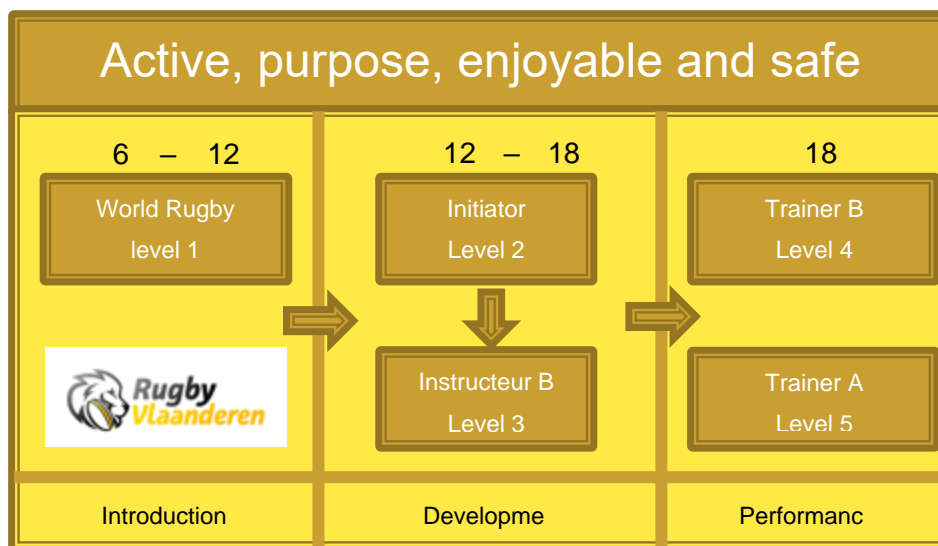 Active, purpose, enjoyable and safe
6 – 12
World Rugby
level 1
Rugby
Vlaanderen
Introduction
12 – 18
Initiator
Level 2
Instructeur B
Level 3
Developme
18
Trainer B
Level 4
Trainer A
Level 5
Performanc